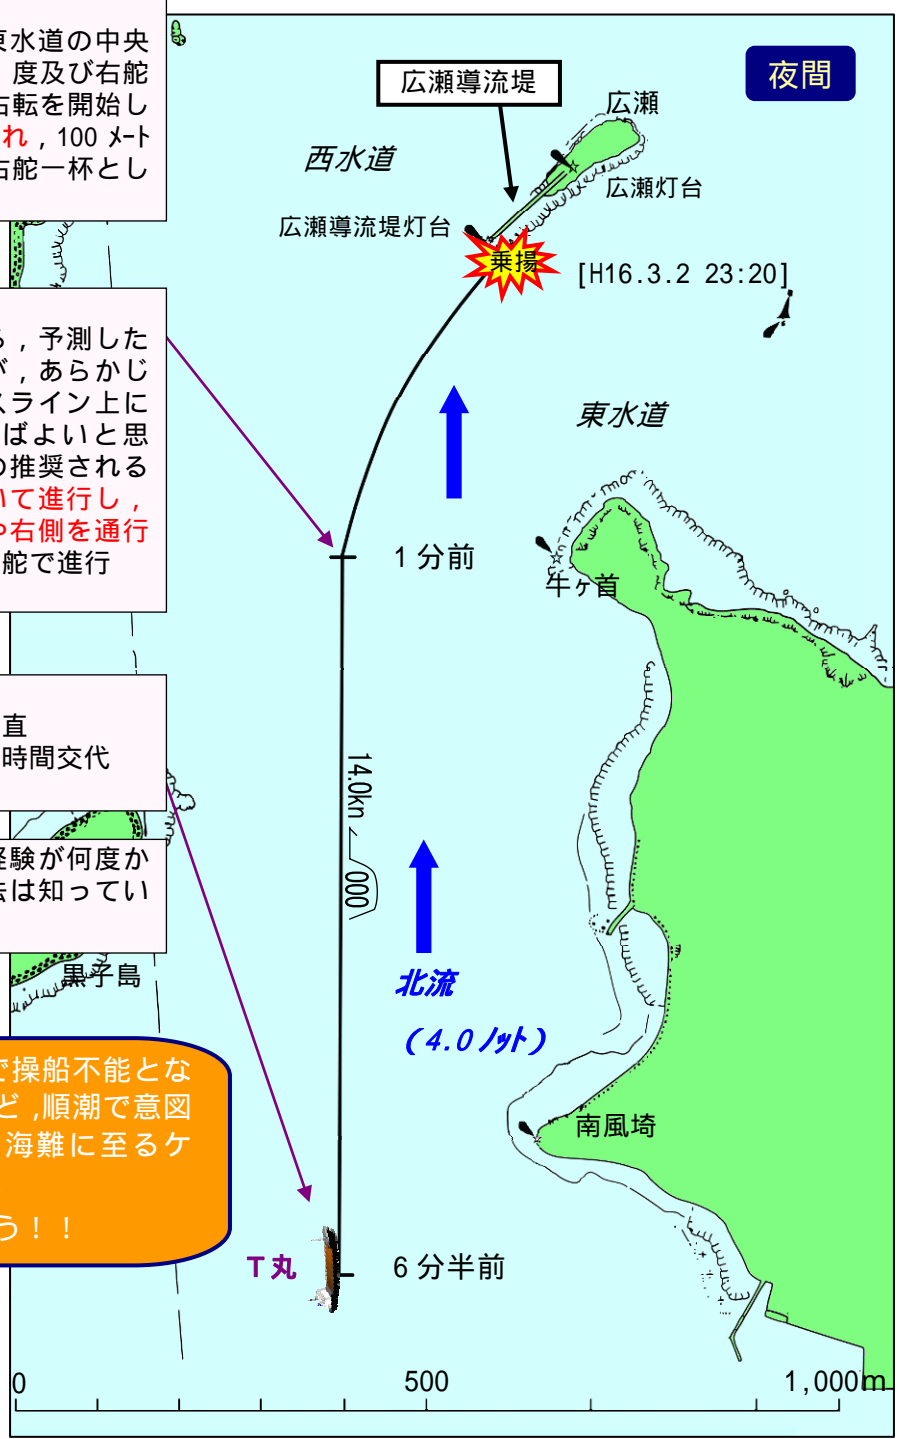 東水道の中央
度及び右舵
右転を開始し
れ，100 メート
右舵一杯とし
る，予測した
が，あらかじ
スライン上に
ばよいと思
の推奨される
いて進行し，
や右側を通行
舵で進行
直
時間交代
経験が何度か
法は知ってい
で操船不能とな
ど，順潮で意図
海難に至るケ
う！！
夜間
広瀬導流堤
広瀬
西水道
広瀬灯台
広瀬導流堤灯台
乗揚
[H16.3.2 23:20]
東水道
1 分前
牛ヶ首
14.0kn
000
黒子島
北流
(4.0 ﾉｯﾄ)
南風埼
T丸
6 分半前
0
500
1,000m